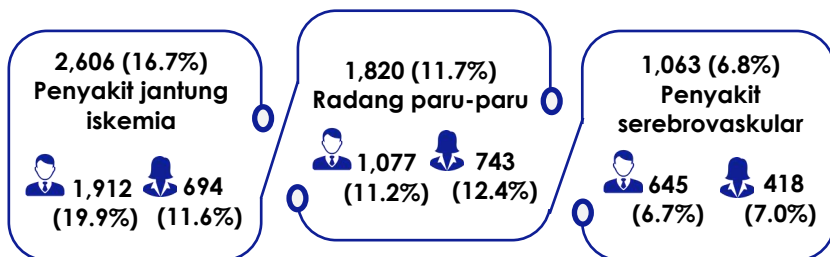 2,606 (16.7%)
Penyakit jantung
iskemia
1,912 694
(19.9%) (11.6%)
1,820 (11.7%)
Radang paru-paru
1,077 743
(11.2%) (12.4%)
1,063 (6.8%)
Penyakit
serebrovaskular
645 418
(6.7%) (7.0%)